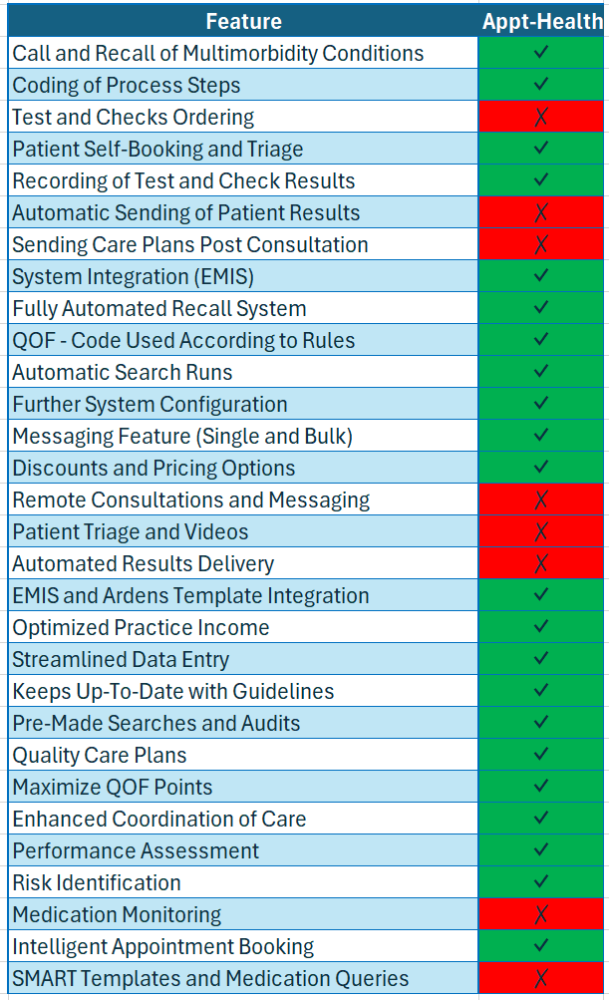 Feature Appt-Health
Call and Recall of Multimorbidity Conditions ✓
Coding of Process Steps ✓
Test and Checks Ordering ✗
Patient Self-Booking and Triage ✓
Recording of Test and Check Results ✓
Automatic Sending of Patient Results ✗
Sending Care Plans Post Consultation ✗
System Integration (EMIS) ✓
Fully Automated Recall System ✓
QOF - Code Used According to Rules ✓
Automatic Search Runs ✓
Further System Configuration ✓
Messaging Feature (Single and Bulk) ✓
Discounts and Pricing Options ✓
Remote Consultations and Messaging ✗
Patient Triage and Videos ✗
Automated Results Delivery ✗
EMIS and Ardens Template Integration ✓
Optimized Practice Income ✓
Streamlined Data Entry ✓
Keeps Up-To-Date with Guidelines ✓
Pre-Made Searches and Audits ✓
Quality Care Plans ✓
Maximize QOF Points ✓
Enhanced Coordination of Care ✓
Performance Assessment ✓
Risk Identification ✓
Medication Monitoring ✗
Intelligent Appointment Booking ✓
SMART Templates and Medication Queries ✗